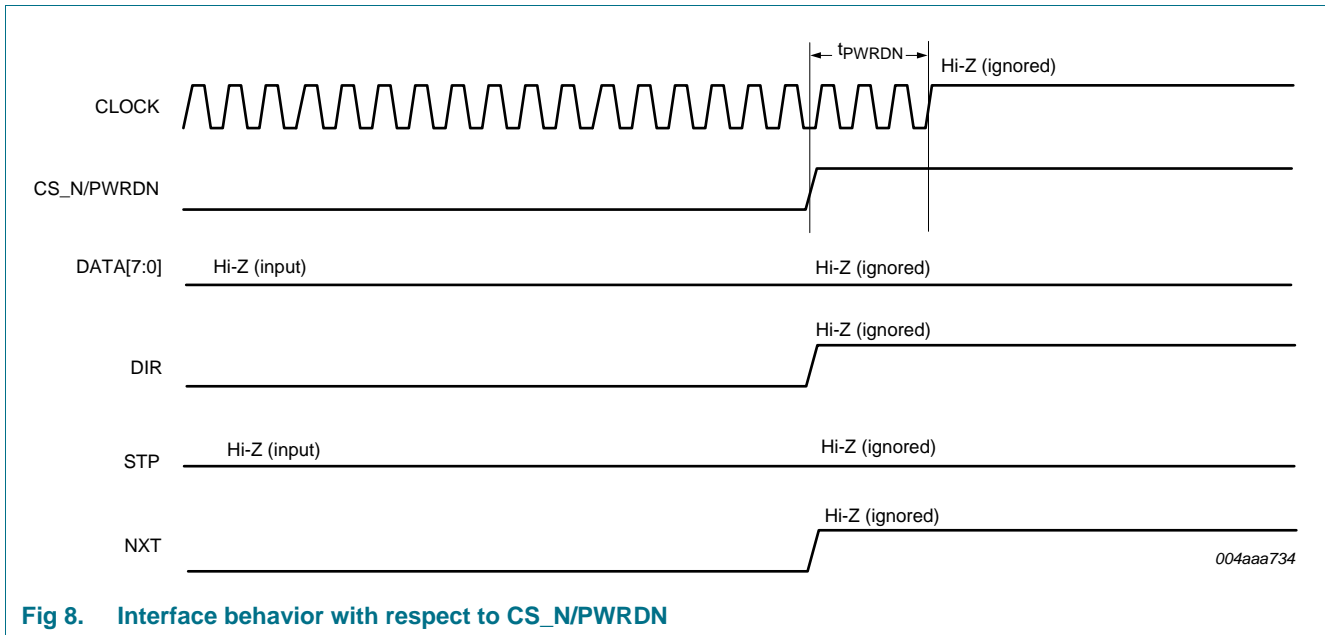 tPWRDN
Hi-Z (ignored)
CLOCK
CS_N/PWRDN
DATA[7:0] Hi-Z (input) Hi-Z (ignored)
Hi-Z (ignored)
DIR
Hi-Z (input) Hi-Z (ignored)
STP
Hi-Z (ignored)
NXT
004aaa734
Fig 8. Interface behavior with respect to CS_N/PWRDN